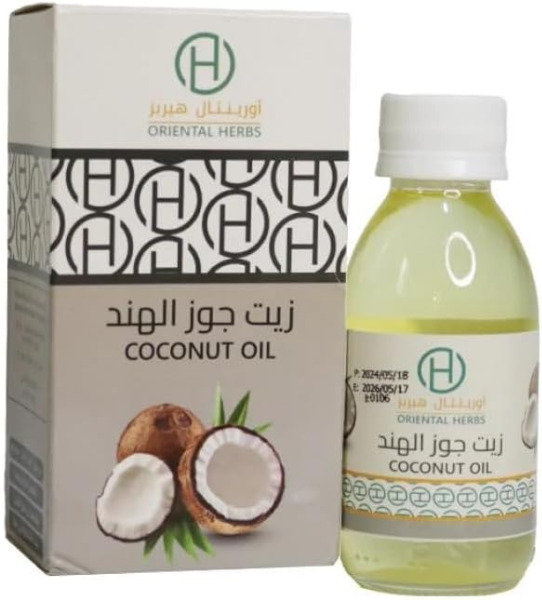 أورينتال هيربز
ORIENTAL HERBS
زيت جوز الهند
COCONUT OIL
P: 2024/05/18
E: 2026/05/17
±0106
أورينتال هيربز
ORIENTAL HERBS
زيت جوز الهند
COCONUT OIL